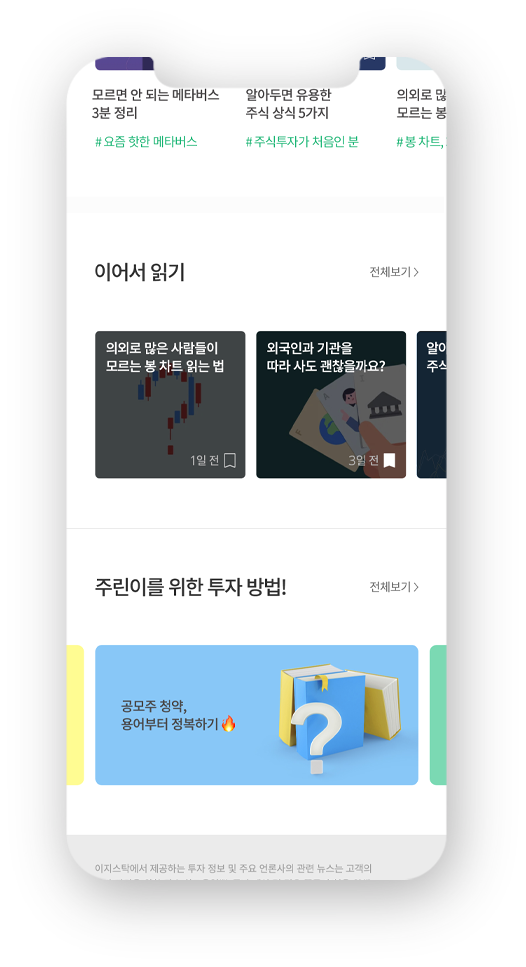 모르면 안 되는 메타버스
3분 정리
# 요즘 핫한 메타버스
알아두면 유용한
주식 상식 5가지
# 주식투자가 처음인 분
의외로
모르는
# 봉 차트,
이어서 읽기
전체보기 >
의외로 많은 사람들이
모르는 봉 차트 읽는 법
1일 전
외국인과 기관을
따라 사도 괜찮을까요?
3일 전
주린이를 위한 투자 방법!
전체보기 >
공모주 청약,
용어부터 정복하기🔥
이지스탁에서 제공하는 투자 정보 및 주요 언론사의 관련 뉴스는 고객의